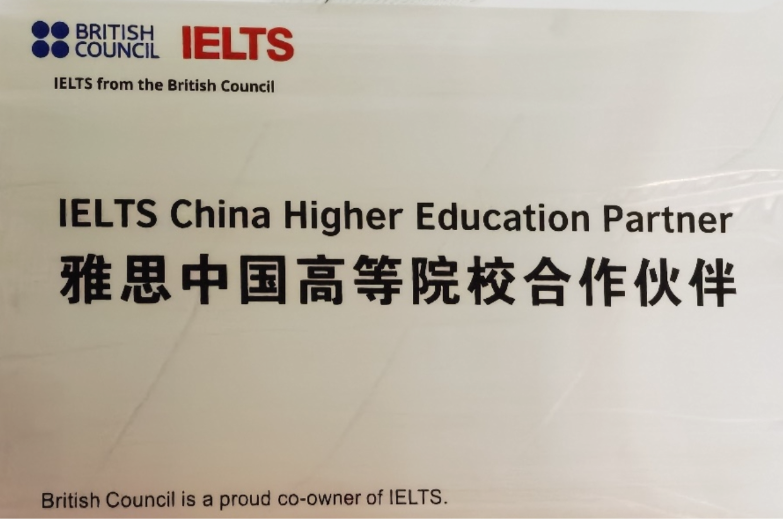 BRITISH
COUNCIL
IELTS
IELTS from the British Council
IELTS China Higher Education Partner
雅思中国高等院校合作伙伴
British Council is a proud co-owner of IELTS.